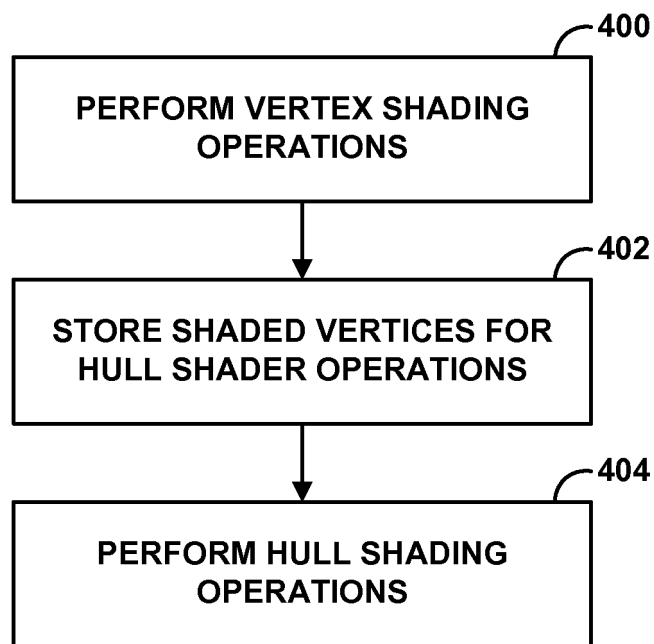 400
PERFORM VERTEX SHADING
OPERATIONS
402
STORE SHADED VERTICES FOR
HULL SHADER OPERATIONS
404
PERFORM HULL SHADING
OPERATIONS